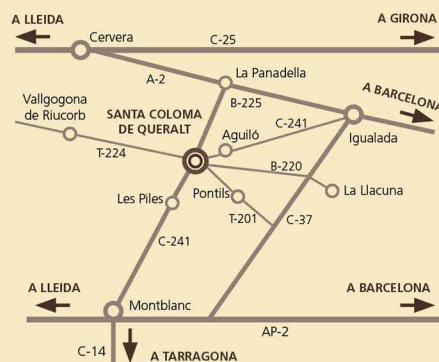 A LLEIDA
A GIRONA
Cervera
C-25
A-2
La Panadella
A BARCELONA
Vallgogona
de Riucorb
SANTA COLOMA
DE QUERALT
B-225
C-241
Aguiló
Igualada
T-224
B-220
Les Piles
Pontils
La Llacuna
T-201
C-37
C-241
A LLEIDA
A BARCELONA
Montblanc
AP-2
C-14
A TARRAGONA